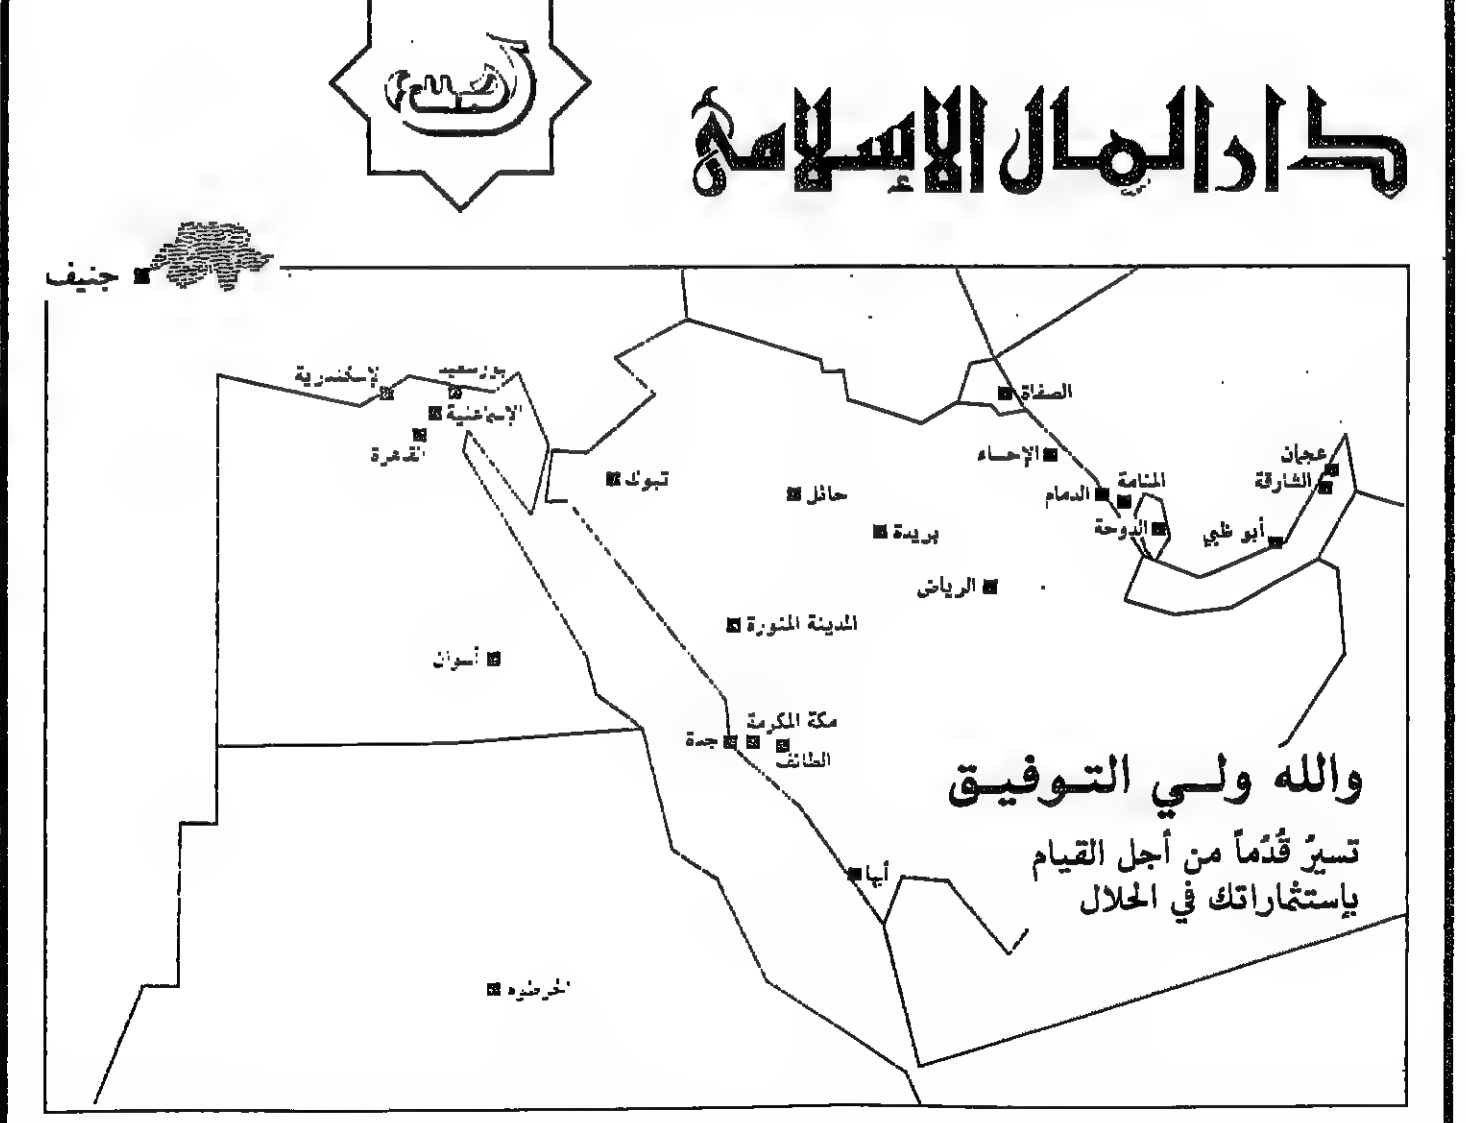 دار المال الإسلامي
جنيف
الإسكندرية
بورسعيد
الإسماعيلية
القاهرة
الصفاة
الإحساء
تبوك
حائل
بريدة
الدمام
المنامة
الدوحة
عجمان
الشارقة
أبو ظبي
الرياض
المدينة المنورة
أسوان
مكة المكرمة
جدة
الطائف
والله ولي التوفيق
تسيرُ قُدُماً من أجل القيام
بإستثماراتك في الحلال
أبها
الخرطوم